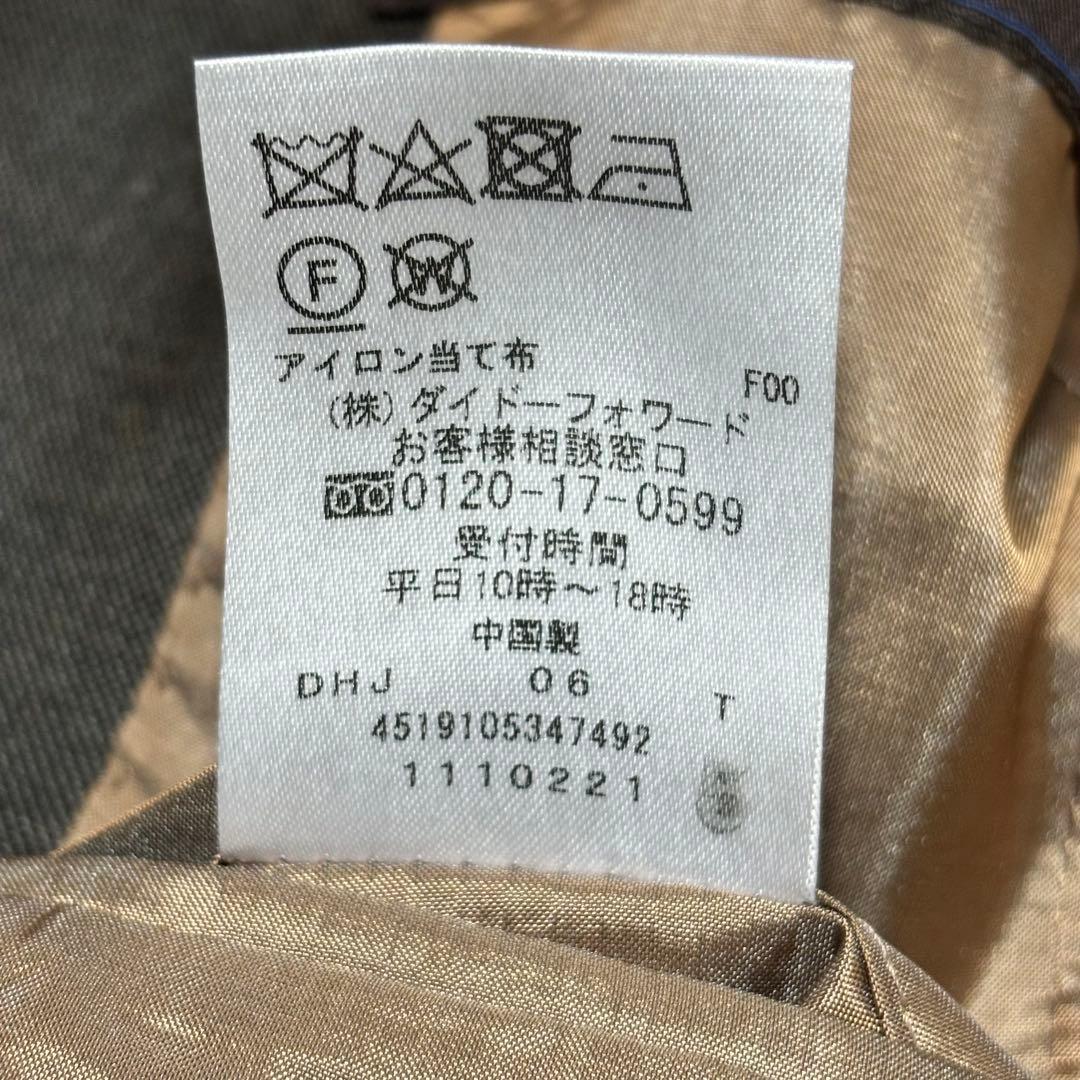 F
W
アイロン当て布
F00
(株)ダイドーフォワード
お客様相談窓口
0120-17-0599
受付時間
平日10時～18時
中国製
DHJ 06
T
4519105347492
1110221